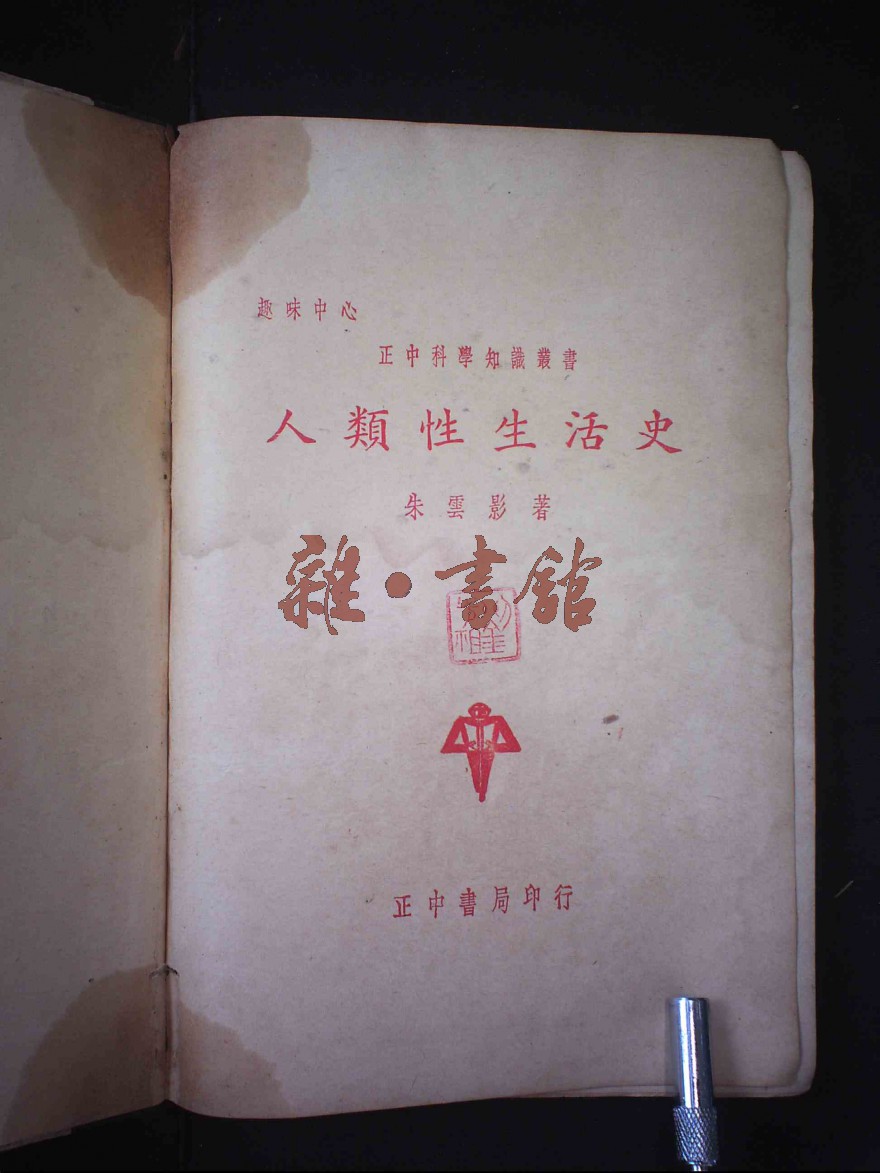 趣味中心
正中科學知識叢書
人類性生活史
朱雲影著
雜·書館
正中書局印行